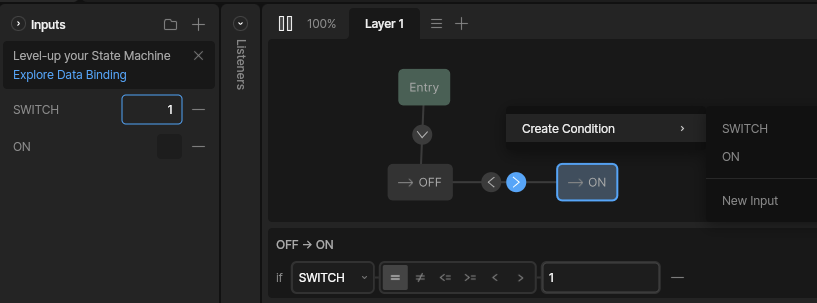 Inputs
Level-up your State Machine
Explore Data Binding
SWITCH 1
ON
Listeners
100% Layer 1
Entry
Create Condition
SWITCH
ON
New Input
→ OFF
→ ON
OFF → ON
if SWITCH = ≠ <= >= < > 1